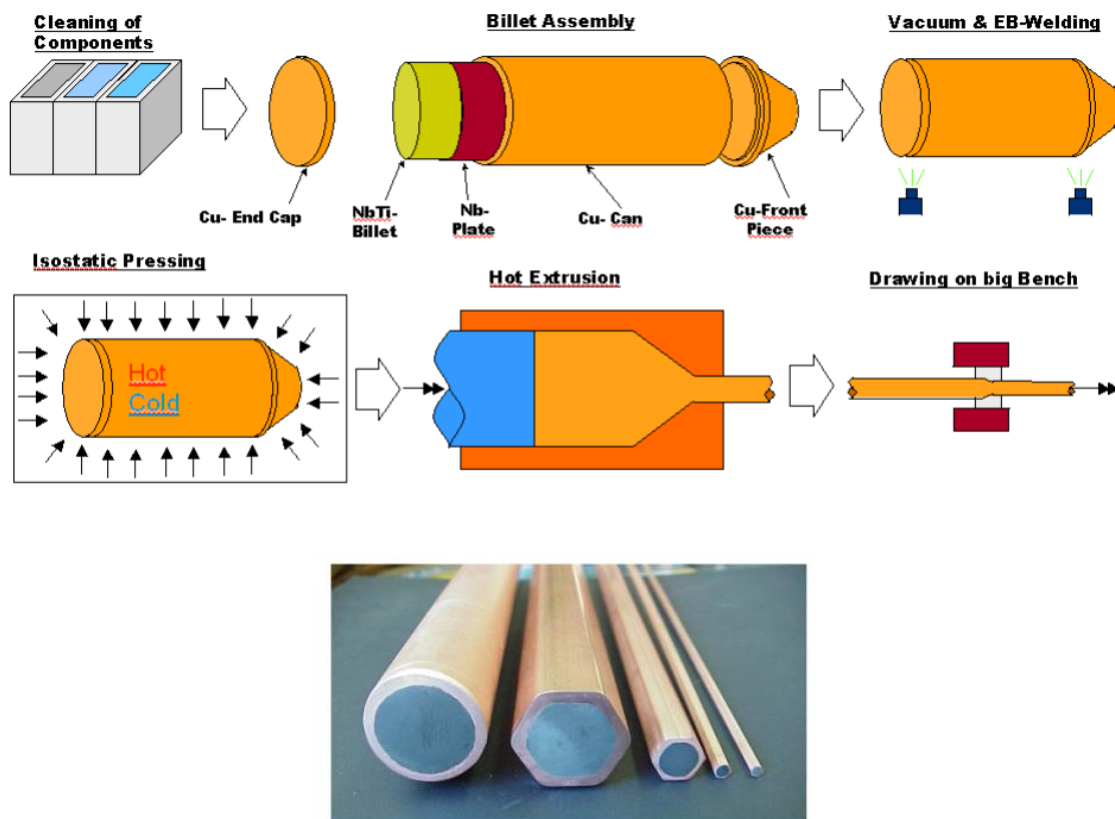 Cleaning of
Components
Billet Assembly
Vacuum & EB-Welding
Cu- End Cap
NbTi-
Billet
Nb-
Plate
Cu- Can
Cu-Front
Piece
Isostatic Pressing
Hot Extrusion
Drawing on big Bench
Hot
Cold